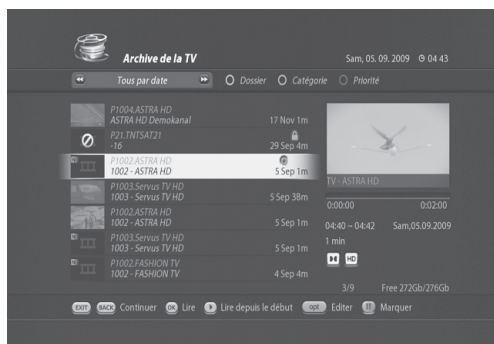 Archive de la TV
Sam, 05. 09. 2009 04 43
Tous par date
Dossier Catégorie Priorité
P1004.ASTRA HD
ASTRA HD Demokanal 17 Nov 1m
P21.TNTSAT21
-16 29 Sep 4m
P1002.ASTRA HD
1002 - ASTRA HD 5 Sep 1m
P1003.Servus TV HD
1003 - Servus TV HD 5 Sep 38m
P1002.ASTRA HD
1002 - ASTRA HD 5 Sep 1m
P1003.Servus TV HD
1003 - Servus TV HD 5 Sep 1m
P1002.FASHION TV
1002 - FASHION TV 4 Sep 4m
TV - ASTRA HD
0:00:00 0:02:00
04:40 ~ 04:42 Sam,05.09.2009
1 min
HD
3/9 Free 272Gb/276Gb
EXIT BACK Continuer OK Lire Lire depuis le début opt Editer Marquer